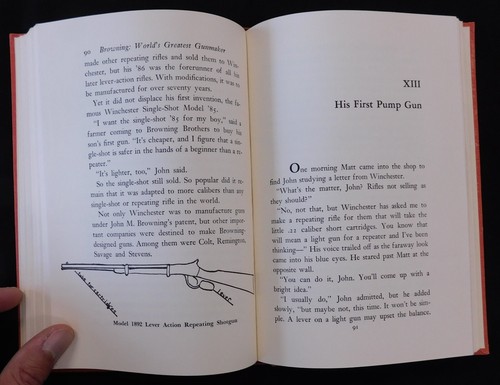 90 Browning: World's Greatest Gunmaker
made other repeating rifles and sold them to Win-
chester, but his '86 was the forerunner of all his
later lever-action rifles. With modifications, it was to
be manufactured for over seventy years.
Yet it did not displace his first invention, the fa-
mous Winchester Single-Shot Model '85.
"I want the single-shot '85 for my boy," said a
farmer coming to Browning Brothers to buy his
son's first gun. "It's cheaper, and I figure that a sin-
gle-shot is safer in the hands of a beginner than a re-
peater."
"It's lighter, too," John said.
So the single-shot still sold. So popular did it re-
main that it was adapted to more calibers than any
single-shot or repeating rifle in the world.
Not only Winchester was to manufacture guns
under John M. Browning's patent, but other impor-
tant companies were destined to make Browning-
designed guns. Among them were Colt, Remington,
Savage and Stevens.
lever
Model 1892 Lever Action Repeating Shotgun
XIII
His First Pump Gun
One morning Matt came into the shop to
find John studying a letter from Winchester.
"What's the matter, John? Rifles not selling as
they should?"
"No, not that, but Winchester has asked me to
make a repeating rifle for them that will take the
little .22 caliber short cartridges. You know that
will mean a light gun for a repeater and I've been
thinking—" His voice trailed off as the faraway look
came into his blue eyes. He stared past Matt at the
opposite wall.
"You can do it, John. You'll come up with a
bright idea."
"I usually do," John admitted, but he added
slowly, "but maybe not, this time. It won't be sim-
ple. A lever on a light gun may upset the balance.
91